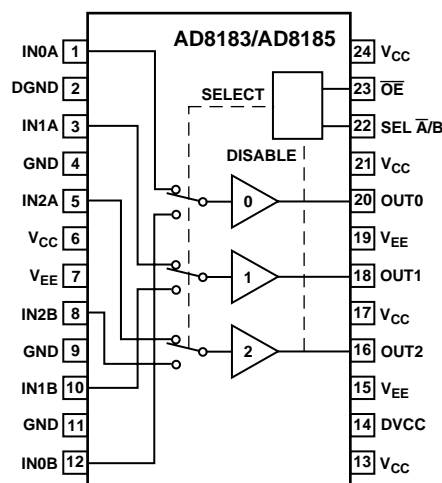 AD8183/AD8185
IN0A 1
DGND 2
IN1A 3
GND 4
IN2A 5
VCC 6
VEE 7
IN2B 8
GND 9
IN1B 10
GND 11
IN0B 12
SELECT
DISABLE
0
1
2
24 VCC
23 O̅E̅
22 SEL A̅/B
21 VCC
20 OUT0
19 VEE
18 OUT1
17 VCC
16 OUT2
15 VEE
14 DVCC
13 VCC